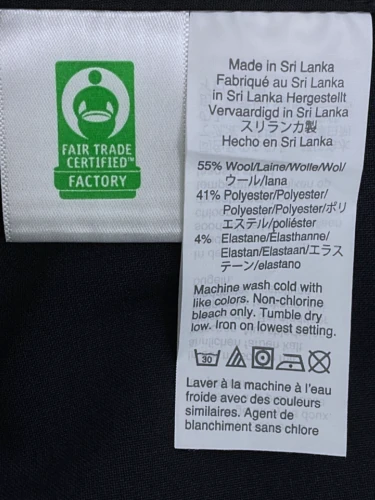 FAIR TRADE
CERTIFIED™
FACTORY
Made in Sri Lanka
Fabriqué au Sri Lanka
in Sri Lanka Hergestellt
Vervaardigd in Sri Lanka
スリランカ製
Hecho en Sri Lanka
55% Wool/Laine/Wolle/Wol/
ウール/lana
41% Polyester/Polyester/
Polyester/Polyester/ポリ
エステル/poliéster
4% Elastane/Élasthanne/
Elastan/Elastaan/エラス
テーン/elastano
Machine wash cold with
like colors. Non-chlorine
bleach only. Tumble dry
low. Iron on lowest setting.
30
Laver à la machine à l'eau
froide avec des couleurs
similaires. Agent de
blanchiment sans chlore